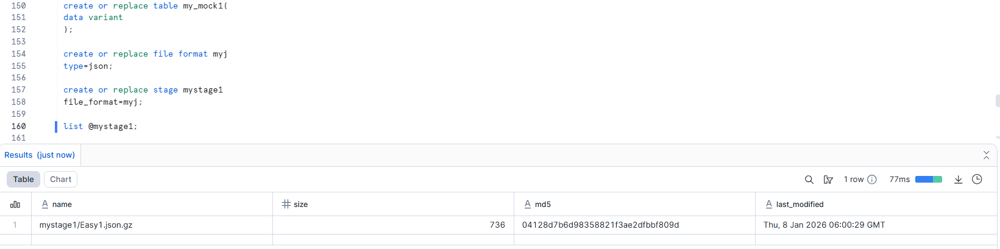 150 create or replace table my_mock1(
151 data variant
152 );
153
154 create or replace file format myj
155 type=json;
156
157 create or replace stage mystage1
158 file_format=myj;
159
160 list @mystage1;
161
Results (just now)
Table Chart 1 row 77ms
name size md5 last_modified
1 mystage1/Easy1.json.gz 736 04128d7b6d98358821f3ae2dfbbf809d Thu, 8 Jan 2026 06:00:29 GMT